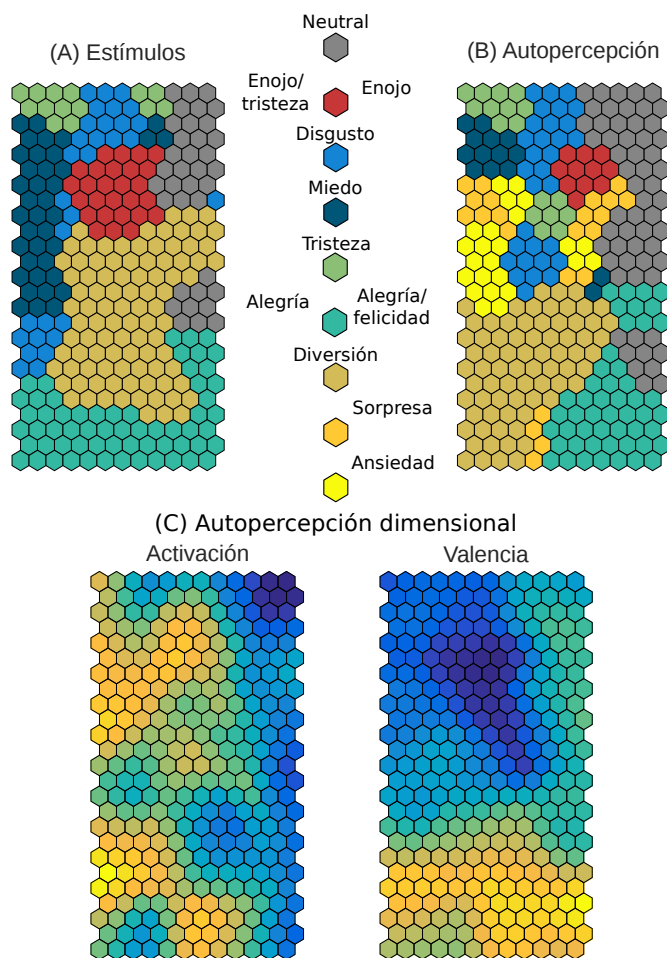 Neutral
(A) Estímulos
(B) Autopercepción
Enojo/
tristeza
Enojo
Disgusto
Miedo
Tristeza
Alegría
Alegría/
felicidad
Diversión
Sorpresa
Ansiedad
(C) Autopercepción dimensional
Activación
Valencia